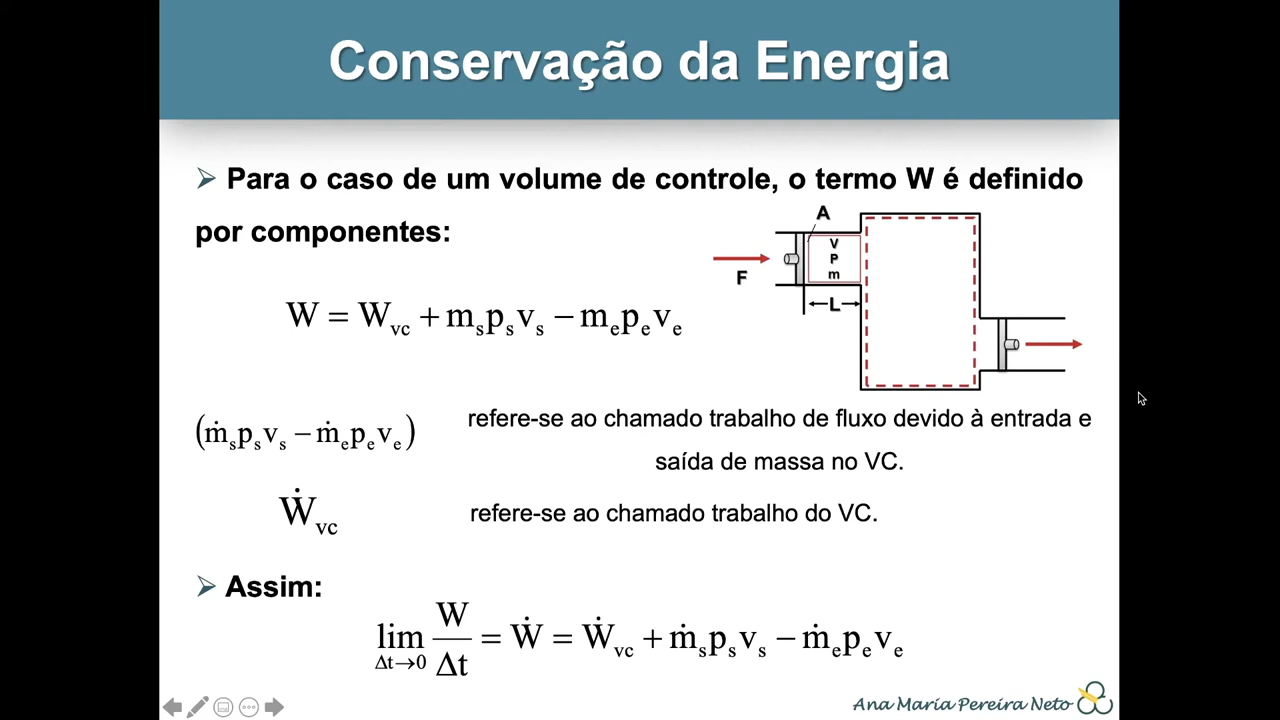 Conservação da Energia
➢ Para o caso de um volume de controle, o termo W é definido
por componentes:
A
V
P
m
F
L
W = W_vc + m_s p_s v_s − m_e p_e v_e
(ṁ_s p_s v_s − ṁ_e p_e v_e)
refere-se ao chamado trabalho de fluxo devido à entrada e
saída de massa no VC.
Ẇ_vc
refere-se ao chamado trabalho do VC.
➢ Assim:
lim_{Δt→0} W/Δt = Ẇ = Ẇ_vc + ṁ_s p_s v_s − ṁ_e p_e v_e
Ana Maria Pereira Neto